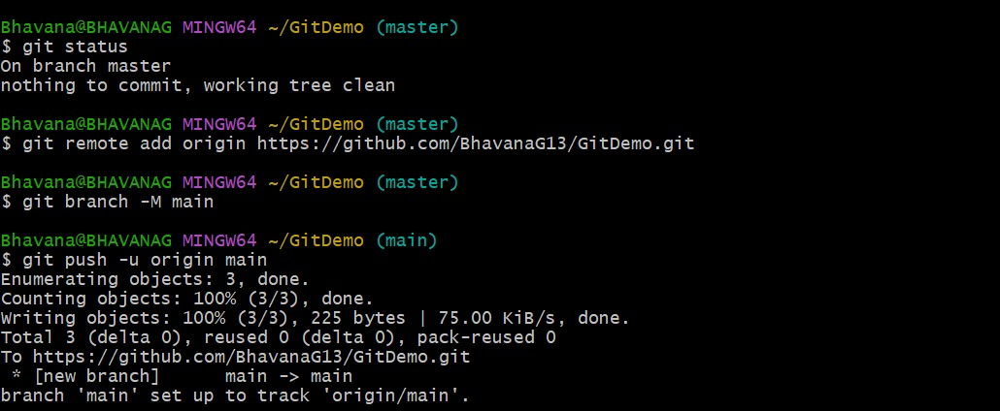 Bhavana@BHAVANAG MINGW64 ~/GitDemo (master)
$ git status
On branch master
nothing to commit, working tree clean
Bhavana@BHAVANAG MINGW64 ~/GitDemo (master)
$ git remote add origin https://github.com/BhavanaG13/GitDemo.git
Bhavana@BHAVANAG MINGW64 ~/GitDemo (master)
$ git branch -M main
Bhavana@BHAVANAG MINGW64 ~/GitDemo (main)
$ git push -u origin main
Enumerating objects: 3, done.
Counting objects: 100% (3/3), done.
Writing objects: 100% (3/3), 225 bytes | 75.00 KiB/s, done.
Total 3 (delta 0), reused 0 (delta 0), pack-reused 0
To https://github.com/BhavanaG13/GitDemo.git
 * [new branch]      main -> main
branch 'main' set up to track 'origin/main'.